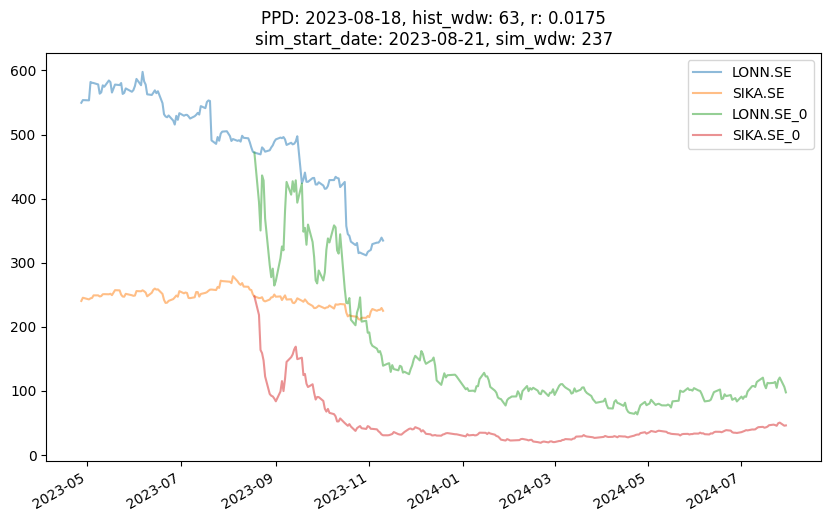 PPD: 2023-08-18, hist_wdw: 63, r: 0.0175
sim_start_date: 2023-08-21, sim_wdw: 237
600
500
400
300
200
100
0
LONN.SE
SIKA.SE
LONN.SE_0
SIKA.SE_0
2023-05
2023-07
2023-09
2023-11
2024-01
2024-03
2024-05
2024-07